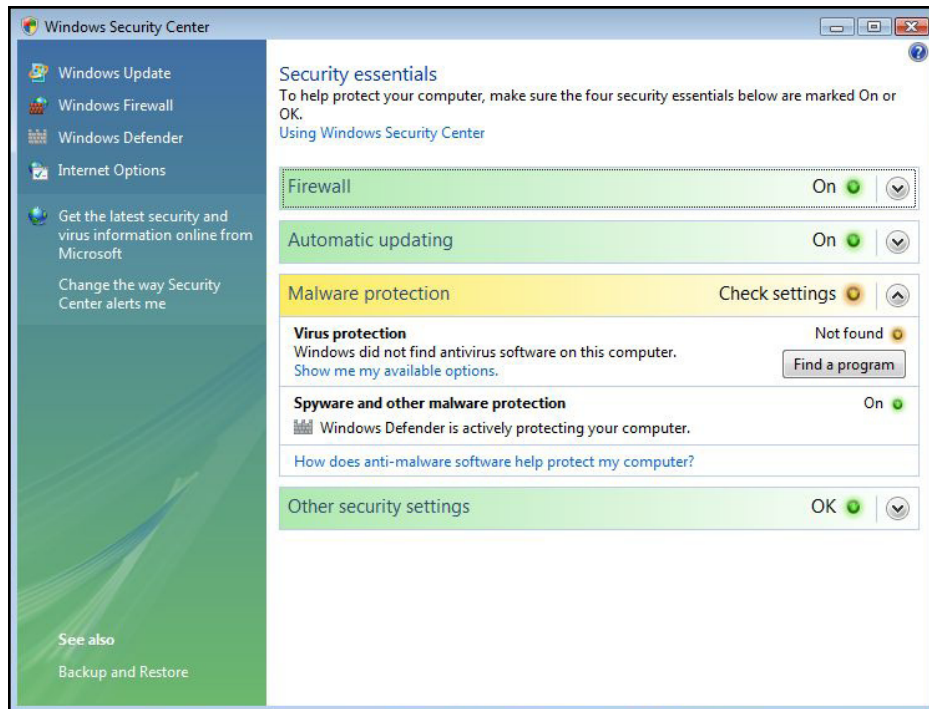 Windows Security Center
Windows Update
Windows Firewall
Windows Defender
Internet Options
Get the latest security and
virus information online from
Microsoft
Change the way Security
Center alerts me
See also
Backup and Restore
Security essentials
To help protect your computer, make sure the four security essentials below are marked On or
OK.
Using Windows Security Center
Firewall On
Automatic updating On
Malware protection Check settings
Virus protection Not found
Windows did not find antivirus software on this computer.
Show me my available options. Find a program
Spyware and other malware protection On
Windows Defender is actively protecting your computer.
How does anti-malware software help protect my computer?
Other security settings OK